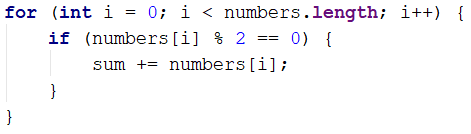 for (int i = 0; i < numbers.length; i++) {
    if (numbers[i] % 2 == 0) {
        sum += numbers[i];
    }
}